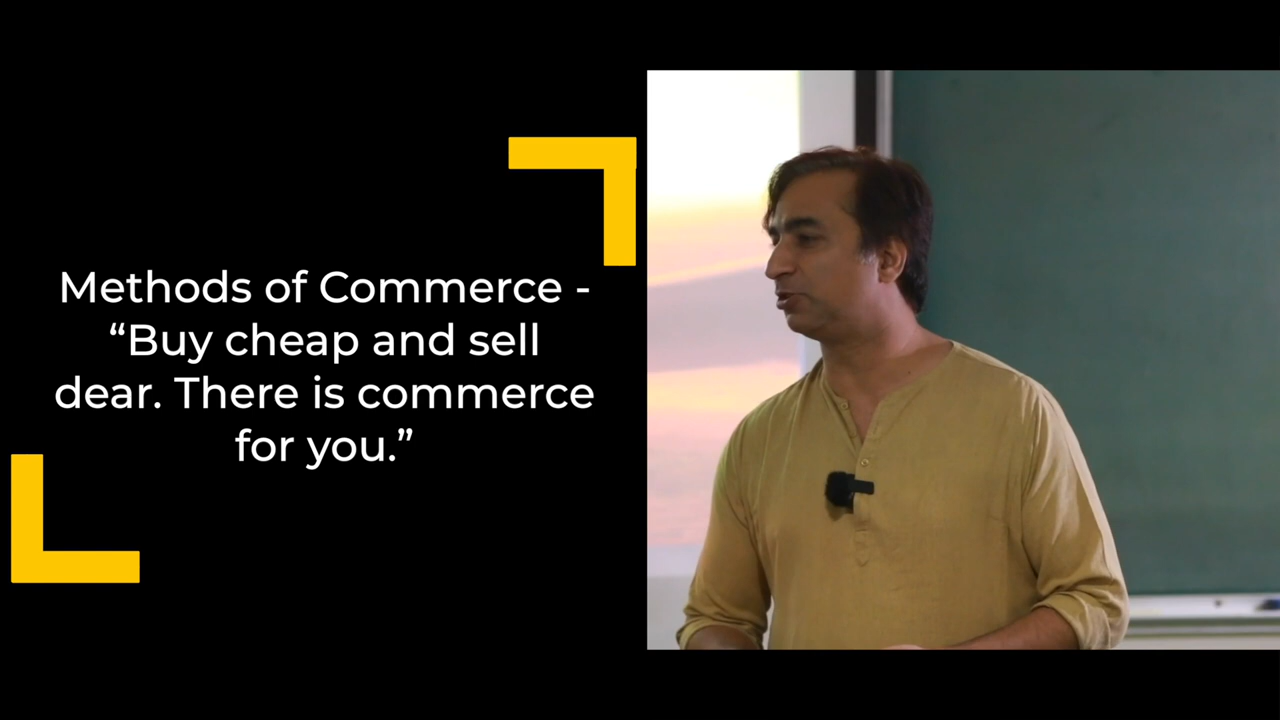 Methods of Commerce -
“Buy cheap and sell
dear. There is commerce
for you.”